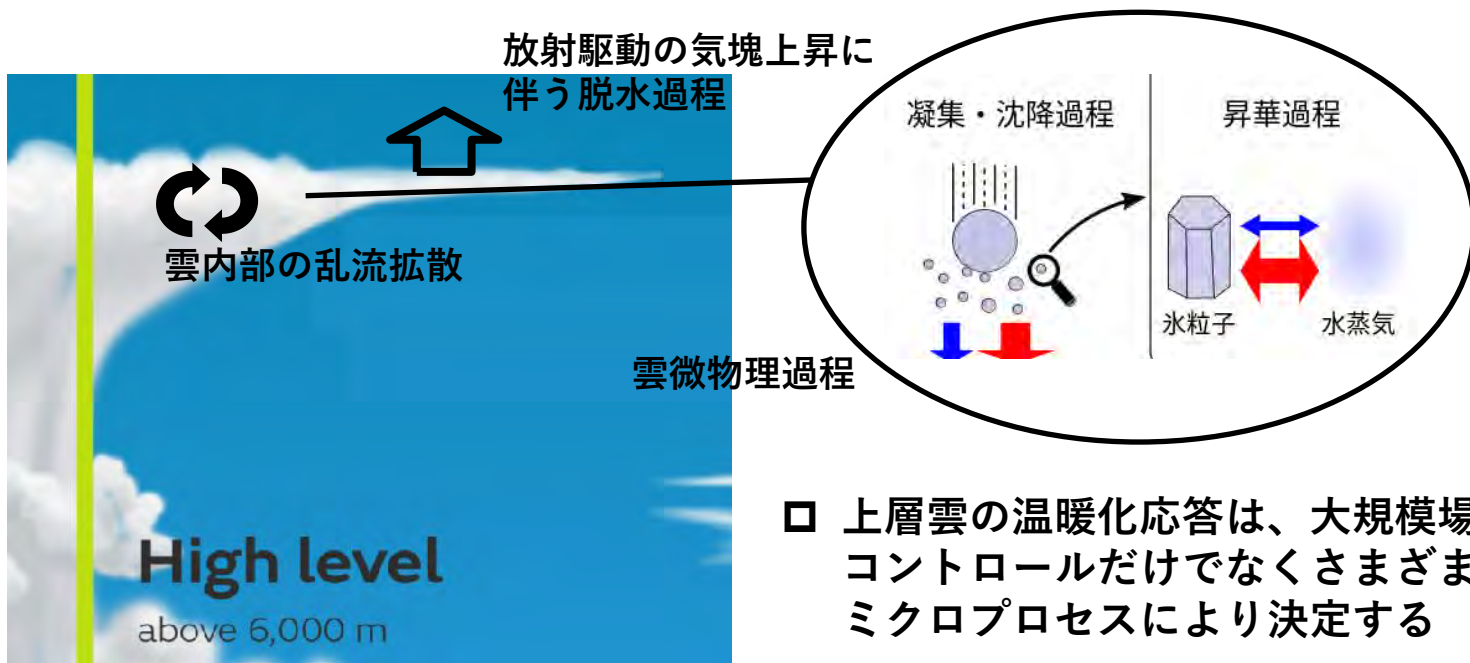 放射駆動の気塊上昇に
伴う脱水過程
雲内部の乱流拡散
雲微物理過程
凝集・沈降過程
昇華過程
氷粒子
水蒸気
High level
above 6,000 m
上層雲の温暖化応答は、大規模場
コントロールだけでなくさまざま
ミクロプロセスにより決定する